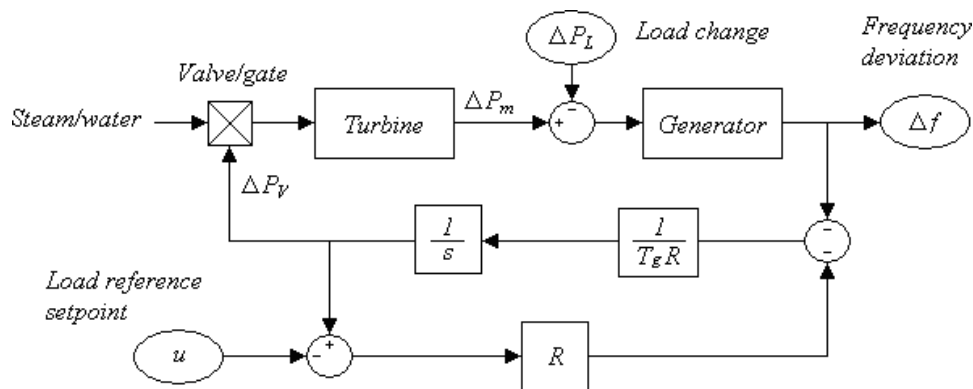 ΔP_L
Load change
Frequency
deviation
Valve/gate
Steam/water
Turbine
ΔP_m
+
-
Generator
Δf
ΔP_V
1
s
1
T_g R
-
-
Load reference
setpoint
u
-
+
R